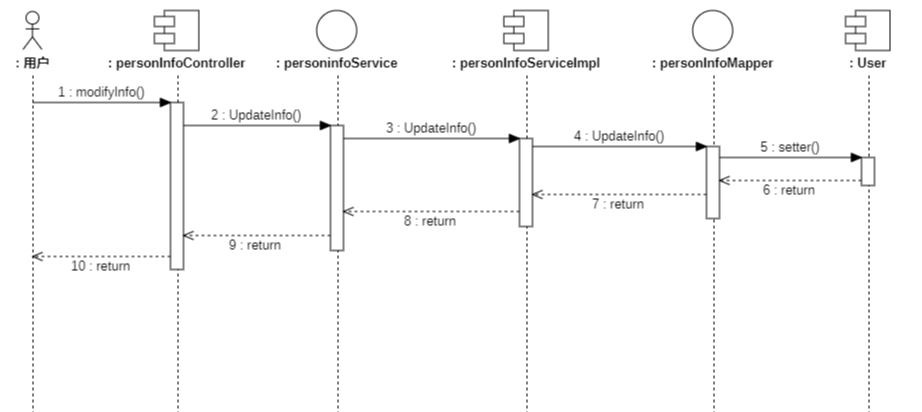 : 用户
: personInfoController
: personinfoService
: personInfoServiceImpl
: personInfoMapper
: User
1 : modifyInfo()
2 : UpdateInfo()
3 : UpdateInfo()
4 : UpdateInfo()
5 : setter()
6 : return
7 : return
8 : return
9 : return
10 : return